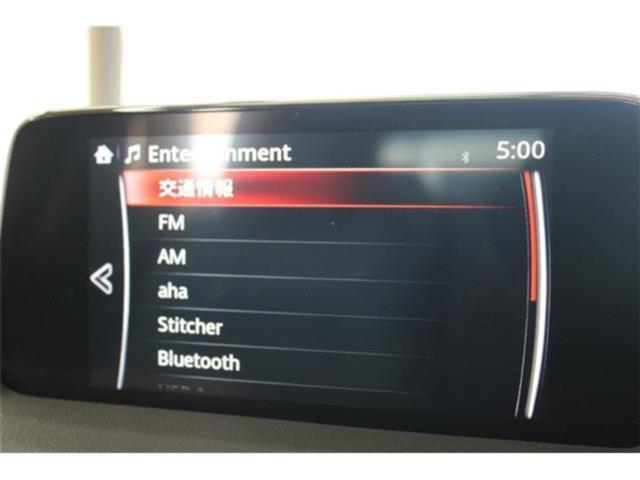 Entertainment 5:00
交通情報
FM
AM
aha
Stitcher
Bluetooth